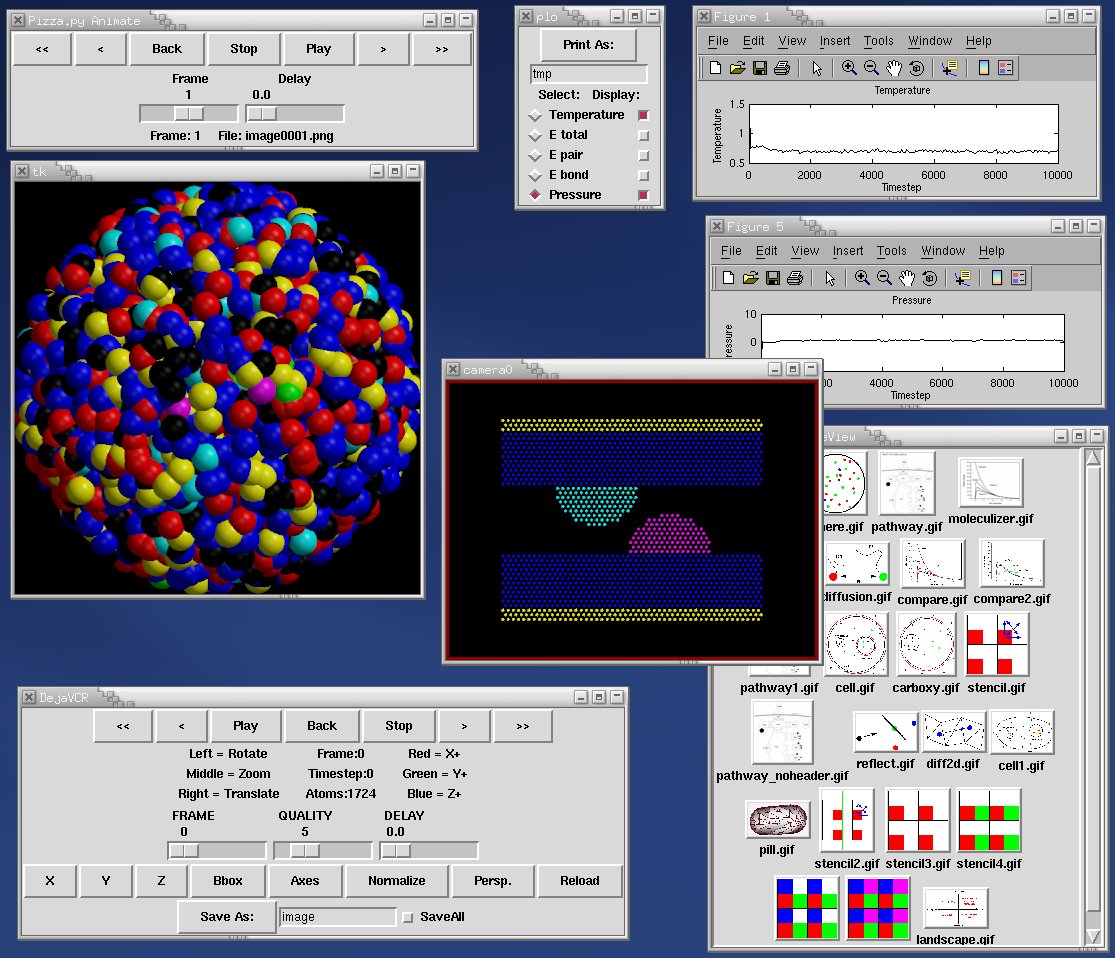 Pizza.py Animate
<< < Back Stop Play > >>
Frame Delay
1 0.0
Frame: 1 File: image0001.png
plo
Print As:
tmp
Select: Display:
Temperature
E total
E pair
E bond
Pressure
Figure 1
File Edit View Insert Tools Window Help
Temperature
1.5
1
0.5
Temperature
0 2000 4000 6000 8000 10000
Timestep
tk
Figure 5
File Edit View Insert Tools Window Help
Pressure
10
0
ressure
4000 6000 8000 10000
Timestep
camera0
eView
here.gif pathway.gif moleculizer.gif
diffusion.gif compare.gif compare2.gif
pathway1.gif cell.gif carboxy.gif stencil.gif
pathway_noheader.gif reflect.gif diff2d.gif cell1.gif
pill.gif stencil2.gif stencil3.gif stencil4.gif
landscape.gif
DejaVCR
<< < Play Back Stop > >>
Left = Rotate Frame:0 Red = X+
Middle = Zoom Timestep:0 Green = Y+
Right = Translate Atoms:1724 Blue = Z+
FRAME QUALITY DELAY
0 5 0.0
X Y Z Bbox Axes Normalize Persp. Reload
Save As: image SaveAll